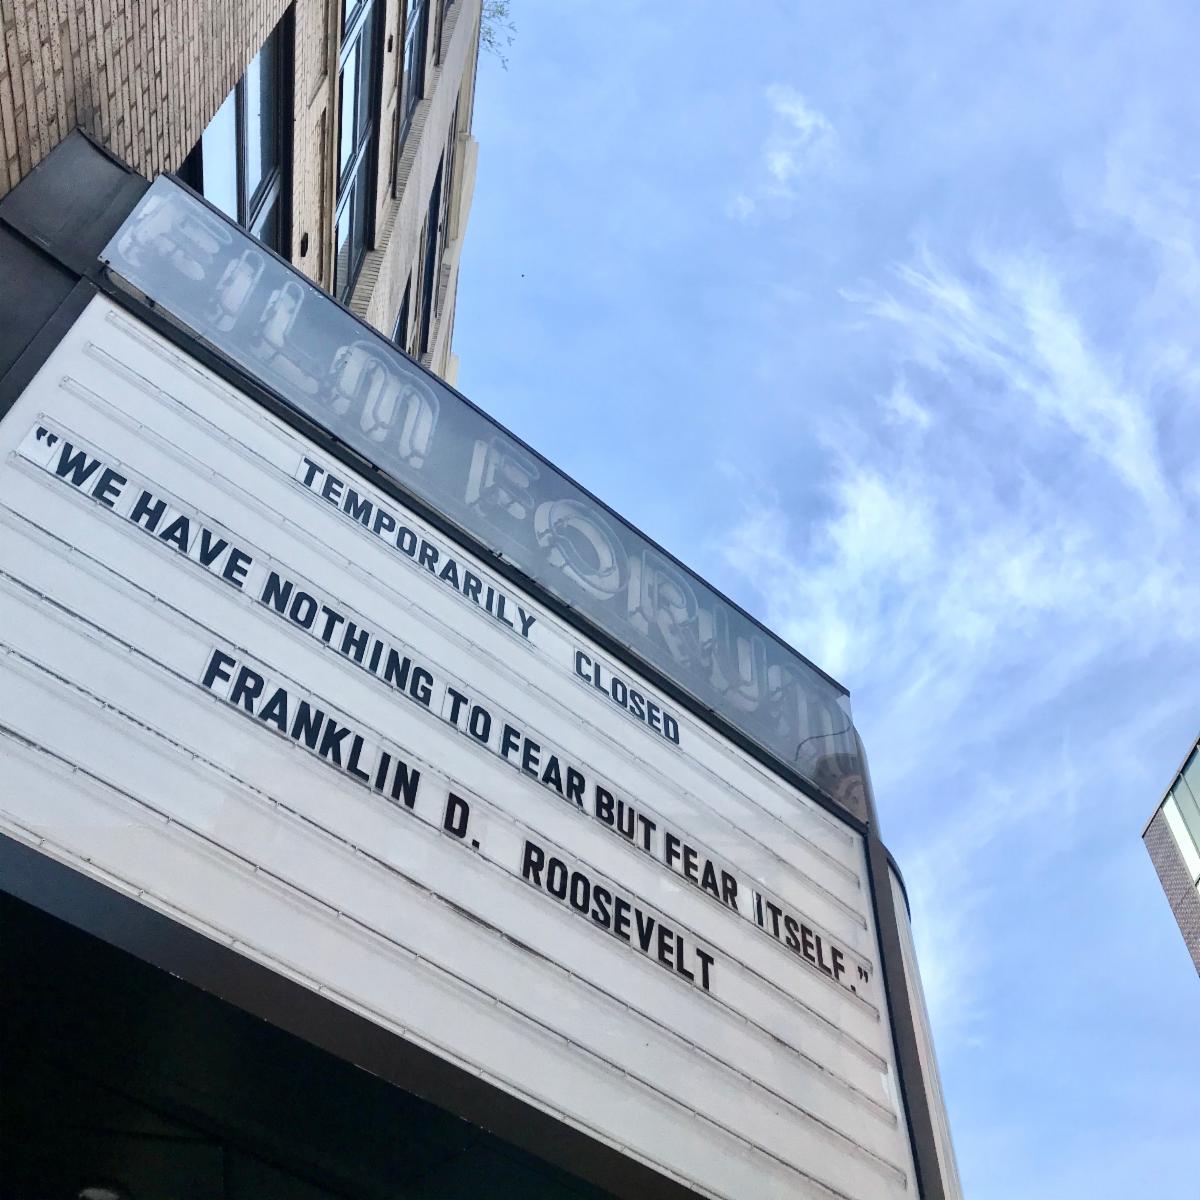 FILM FORUM
TEMPORARILY CLOSED
"WE HAVE NOTHING TO FEAR BUT FEAR ITSELF."
FRANKLIN D. ROOSEVELT